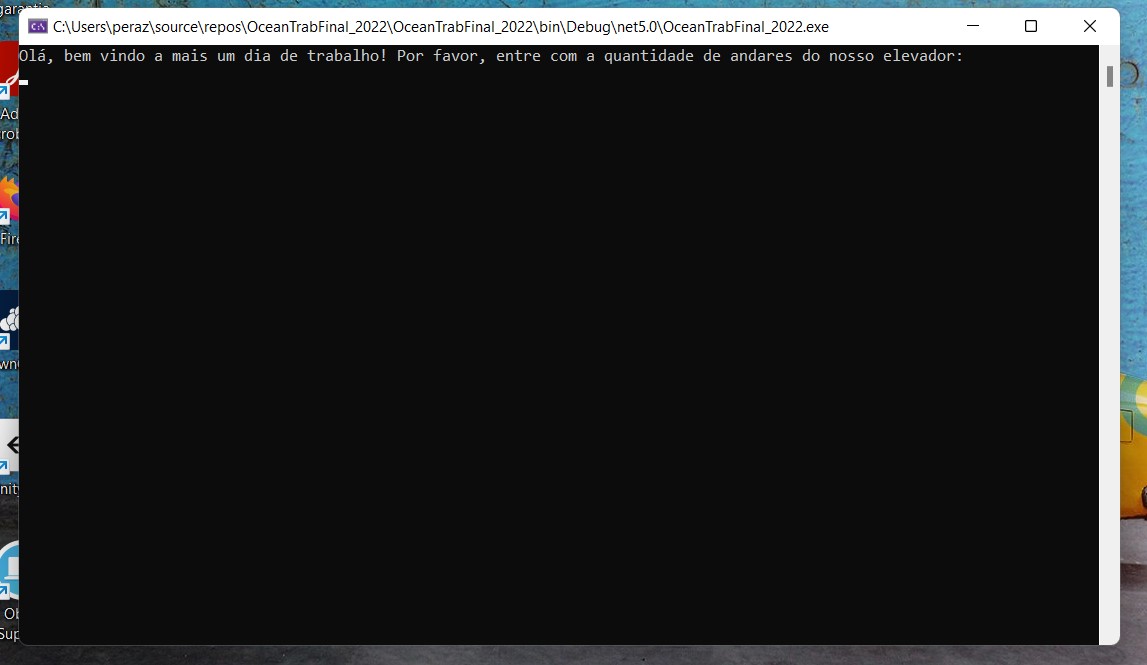 garantia
C:\Users\peraz\source\repos\OceanTrabFinal_2022\OceanTrabFinal_2022\bin\Debug\net5.0\OceanTrabFinal_2022.exe
Olá, bem vindo a mais um dia de trabalho! Por favor, entre com a quantidade de andares do nosso elevador:
Ad
rob
Fire
wn
nity
Ob
Sup